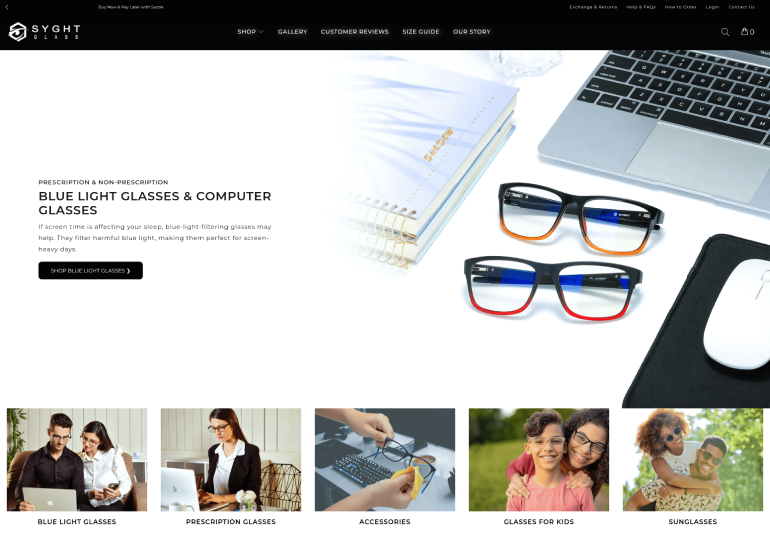 Buy Now & Pay Later with Sezzle.
Exchange & Returns Help & FAQs How to Order Login Contact Us
SYGHT
GLASS
SHOP GALLERY CUSTOMER REVIEWS SIZE GUIDE OUR STORY
0
PRESCRIPTION & NON-PRESCRIPTION
BLUE LIGHT GLASSES & COMPUTER
GLASSES
If screen time is affecting your sleep, blue-light-filtering glasses may
help. They filter harmful blue light, making them perfect for screen-
heavy days.
SHOP BLUE LIGHT GLASSES ❯
BLUE LIGHT GLASSES
PRESCRIPTION GLASSES
ACCESSORIES
GLASSES FOR KIDS
SUNGLASSES